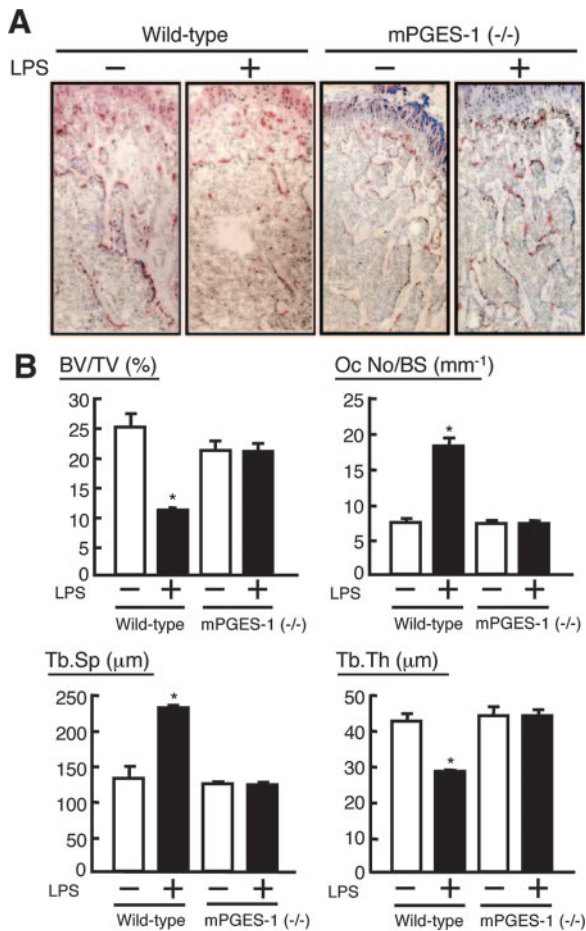 A
Wild-type mPGES-1 (-/-)
LPS − + − +
B
BV/TV (%) Oc No/BS (mm⁻¹)
30 25 20 15 10 5 0
*
25 20 15 10 5 0
*
LPS − + − + LPS − + − +
Wild-type mPGES-1 (-/-) Wild-type mPGES-1 (-/-)
Tb.Sp (μm) Tb.Th (μm)
250 200 150 100 50 0
*
50 40 30 20 10 0
*
LPS − + − + LPS − + − +
Wild-type mPGES-1 (-/-) Wild-type mPGES-1 (-/-)